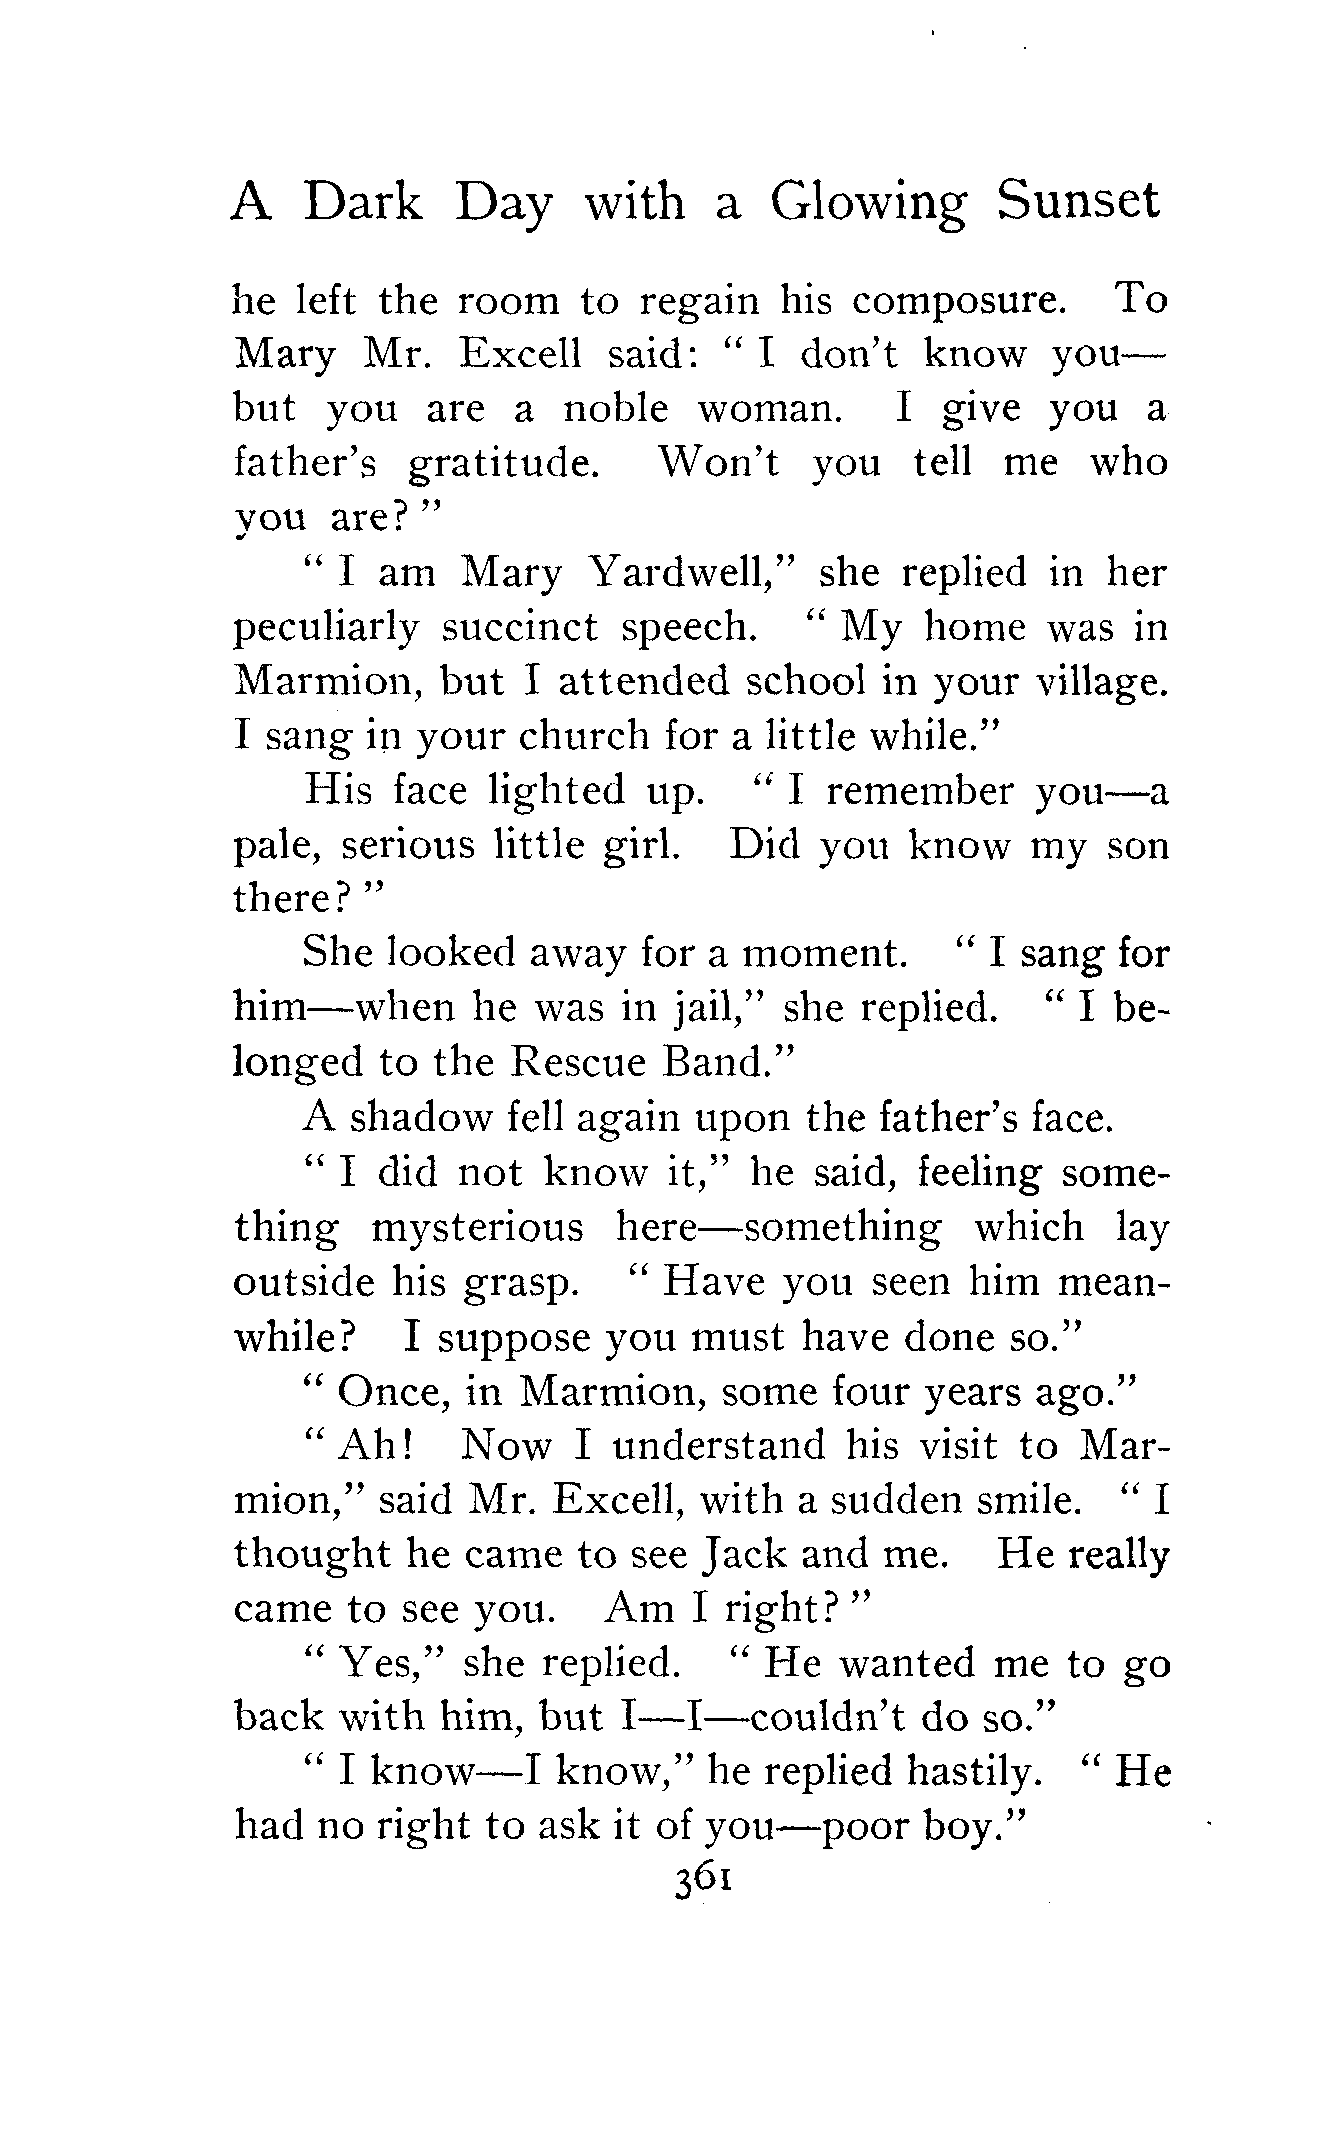 A Dark Day with a Glowing Sunset
he left the room to regain his composure. To
Mary Mr. Excell said: " I don't know you—
but you are a noble woman. I give you a
father's gratitude. Won't you tell me who
you are? "
" I am Mary Yardwell," she replied in her
peculiarly succinct speech. " My home was in
Marmion, but I attended school in your village.
I sang in your church for a little while."
His face lighted up. " I remember you—a
pale, serious little girl. Did you know my son
there? "
She looked away for a moment. " I sang for
him—when he was in jail," she replied. " I be-
longed to the Rescue Band."
A shadow fell again upon the father's face.
" I did not know it," he said, feeling some-
thing mysterious here—something which lay
outside his grasp. " Have you seen him mean-
while? I suppose you must have done so."
" Once, in Marmion, some four years ago."
" Ah! Now I understand his visit to Mar-
mion," said Mr. Excell, with a sudden smile. " I
thought he came to see Jack and me. He really
came to see you. Am I right? "
" Yes," she replied. " He wanted me to go
back with him, but I—I—couldn't do so."
" I know—I know," he replied hastily. " He
had no right to ask it of you—poor boy."
361